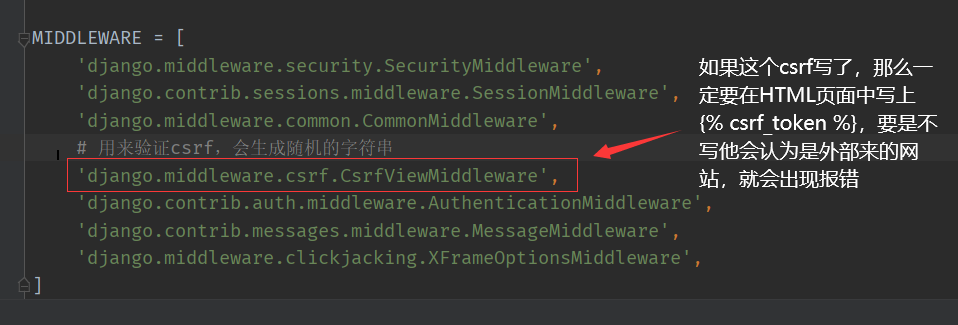 MIDDLEWARE = [
'django.middleware.security.SecurityMiddleware',
'django.contrib.sessions.middleware.SessionMiddleware',
'django.middleware.common.CommonMiddleware',
# 用来验证csrf，会生成随机的字符串
'django.middleware.csrf.CsrfViewMiddleware',
'django.contrib.auth.middleware.AuthenticationMiddleware',
'django.contrib.messages.middleware.MessageMiddleware',
'django.middleware.clickjacking.XFrameOptionsMiddleware',
]
如果这个csrf写了，那么一
定要在HTML页面中写上
{% csrf_token %}，要是不
写他会认为是外部来的网
站，就会出现报错